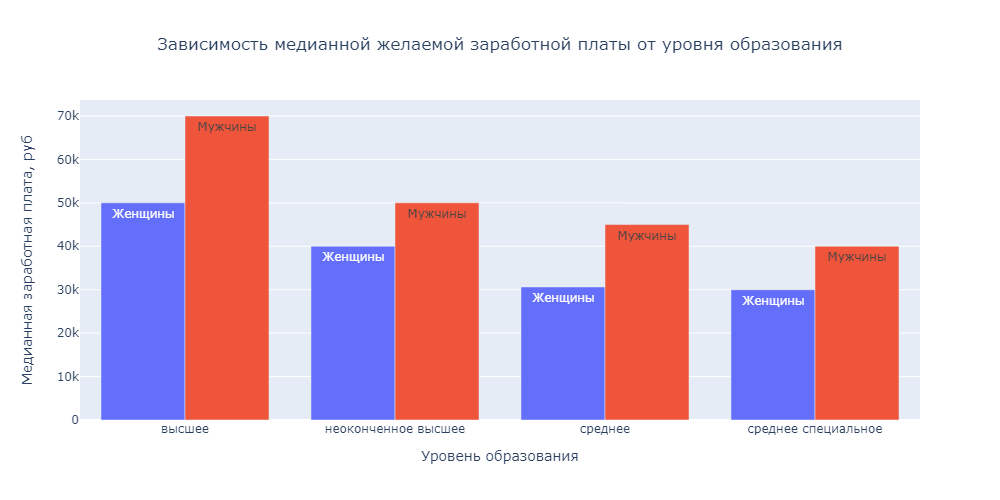 Зависимость медианной желаемой заработной платы от уровня образования
Медианная заработная плата, руб
70k
60k
50k
40k
30k
20k
10k
0
Женщины
Мужчины
Женщины
Мужчины
Женщины
Мужчины
Женщины
Мужчины
высшее
неоконченное высшее
среднее
среднее специальное
Уровень образования